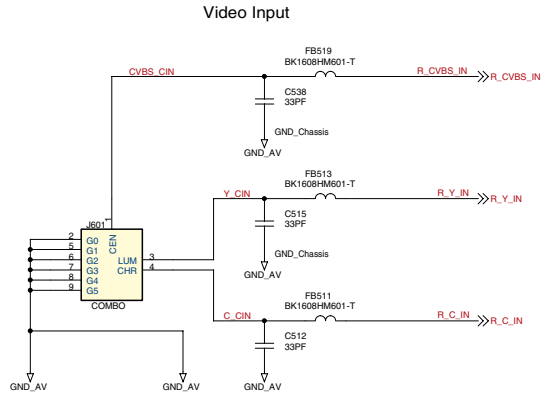 Video Input
FB519
BK1608HM601-T
CVBS_CIN
R_CVBS_IN
R_CVBS_IN
C538
33PF
GND_Chassis
GND_AV
FB513
BK1608HM601-T
Y_CIN
R_Y_IN
R_Y_IN
C515
33PF
GND_Chassis
GND_AV
J601
1
CEN
2 G0
5 G1
6 G2
7 G3
8 G4
9 G5
LUM 3
CHR 4
COMBO
FB511
BK1608HM601-T
C_CIN
R_C_IN
R_C_IN
C512
33PF
GND_AV
GND_AV
GND_AV